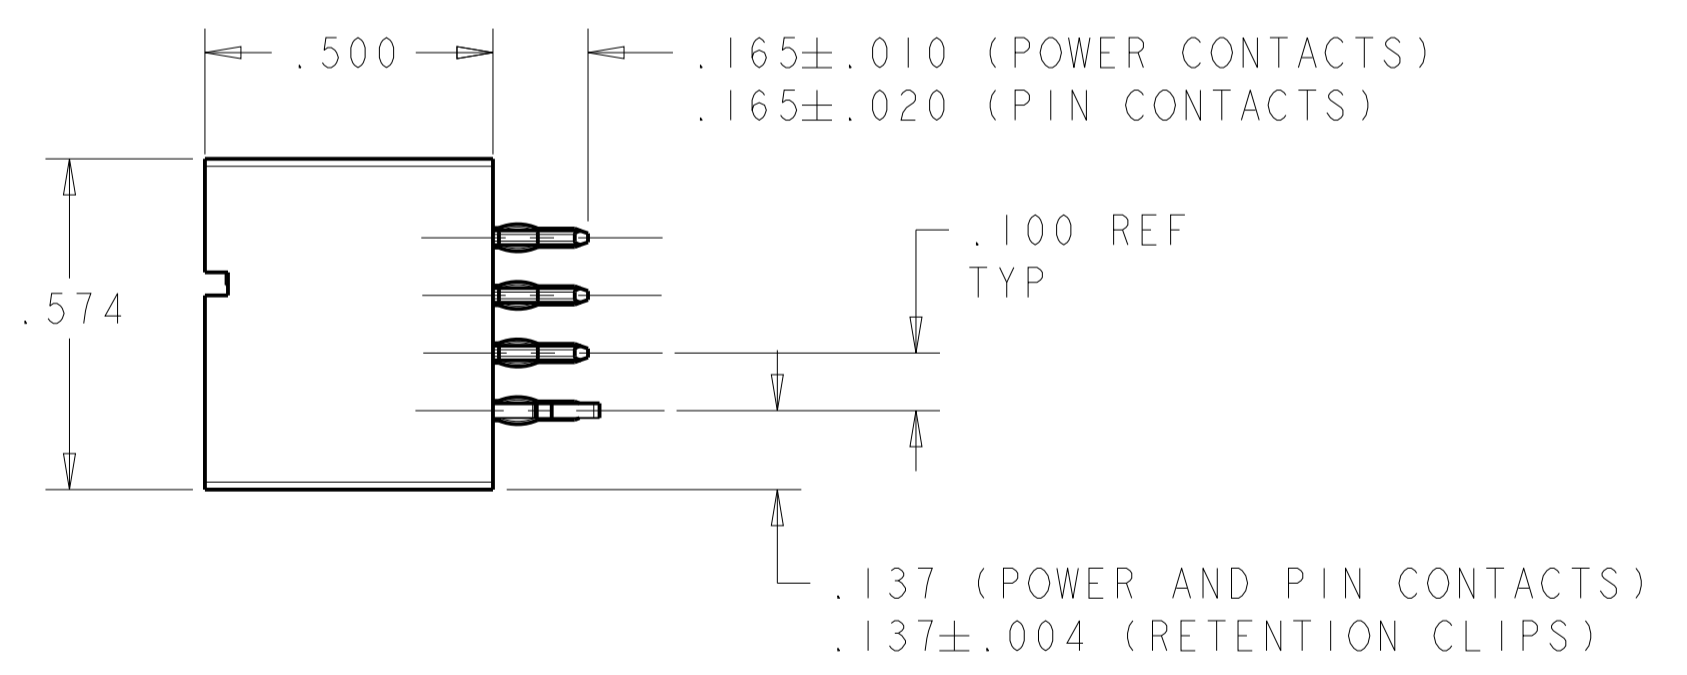 .500
.165±.010 (POWER CONTACTS)
.165±.020 (PIN CONTACTS)
.100 REF
TYP
.574
.137 (POWER AND PIN CONTACTS)
.137±.004 (RETENTION CLIPS)